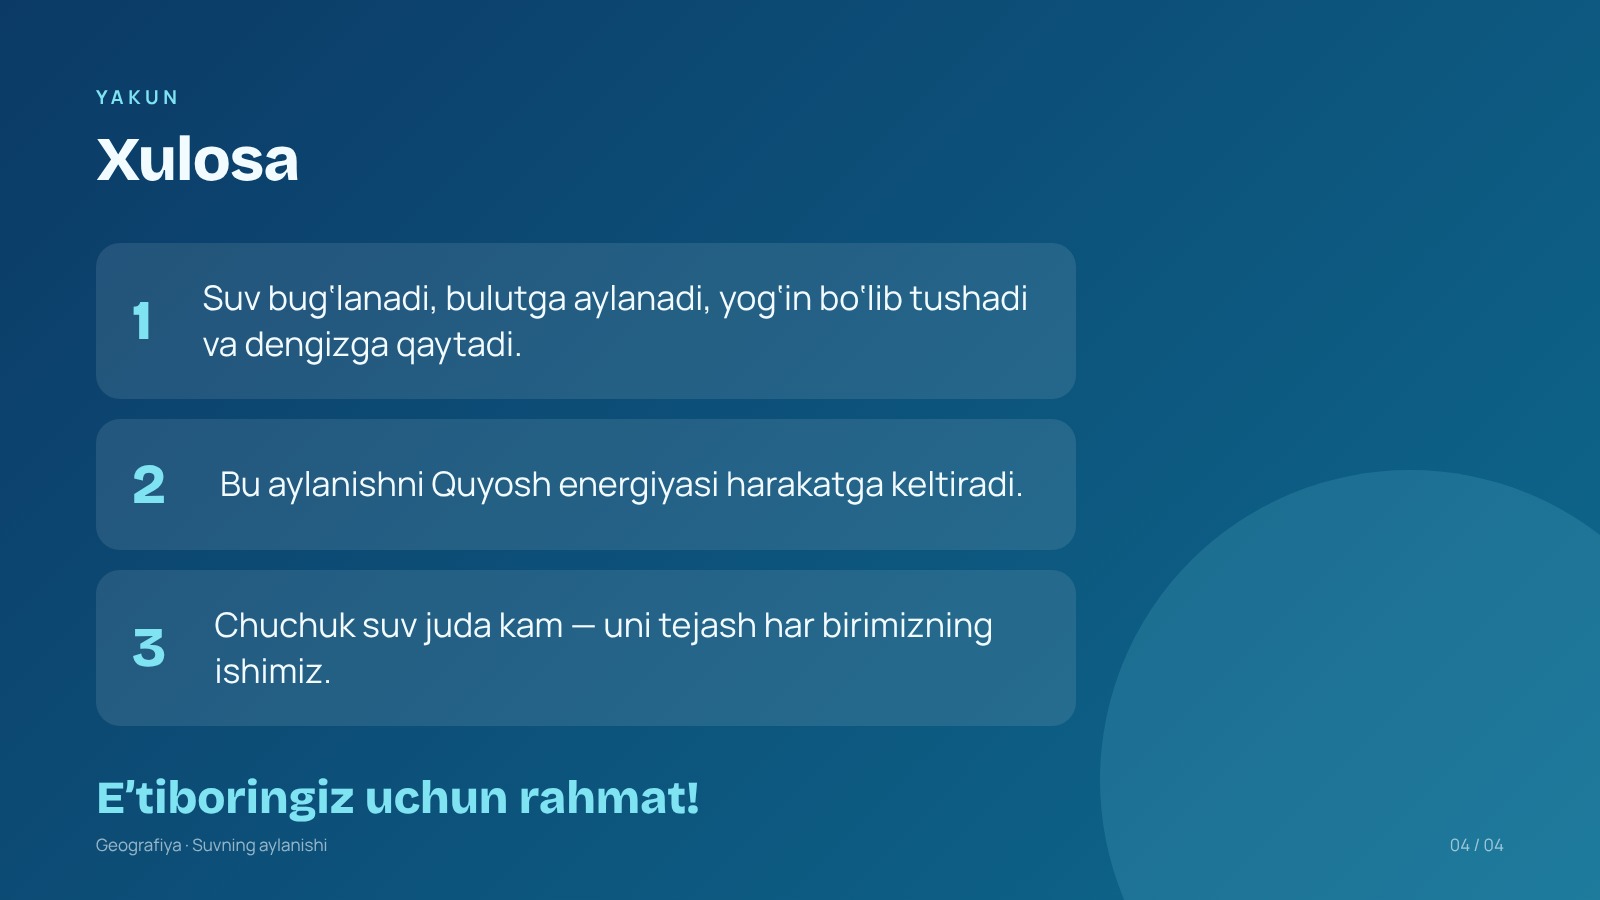 YAKUN
Xulosa
1
Suv bugʻlanadi, bulutga aylanadi, yogʻin boʻlib tushadi
va dengizga qaytadi.
2
Bu aylanishni Quyosh energiyasi harakatga keltiradi.
3
Chuchuk suv juda kam — uni tejash har birimizning
ishimiz.
Eʼtiboringiz uchun rahmat!
Geografiya · Suvning aylanishi
04 / 04